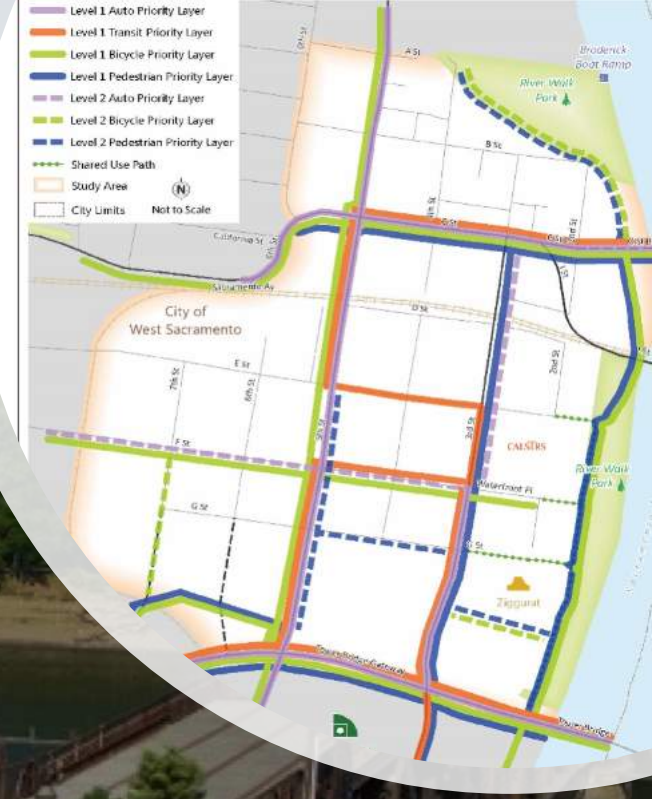 Level 1 Auto Priority Layer
Level 1 Transit Priority Layer
Level 1 Bicycle Priority Layer
Level 1 Pedestrian Priority Layer
Level 2 Auto Priority Layer
Level 2 Bicycle Priority Layer
Level 2 Pedestrian Priority Layer
Shared Use Path
Study Area
N
City Limits
Not to Scale
A St
Broderick
Boat Ramp
River Walk
Park
B St
C St
California St
Sacramento Av
D St
City of
West Sacramento
E St
7th St
6th St
5th St
3rd St
2nd St
CALSTRS
F St
Waterfront Pl
River Walk
Park
G St
Ziggurat
Tower Bridge Gateway
Tower Bridge